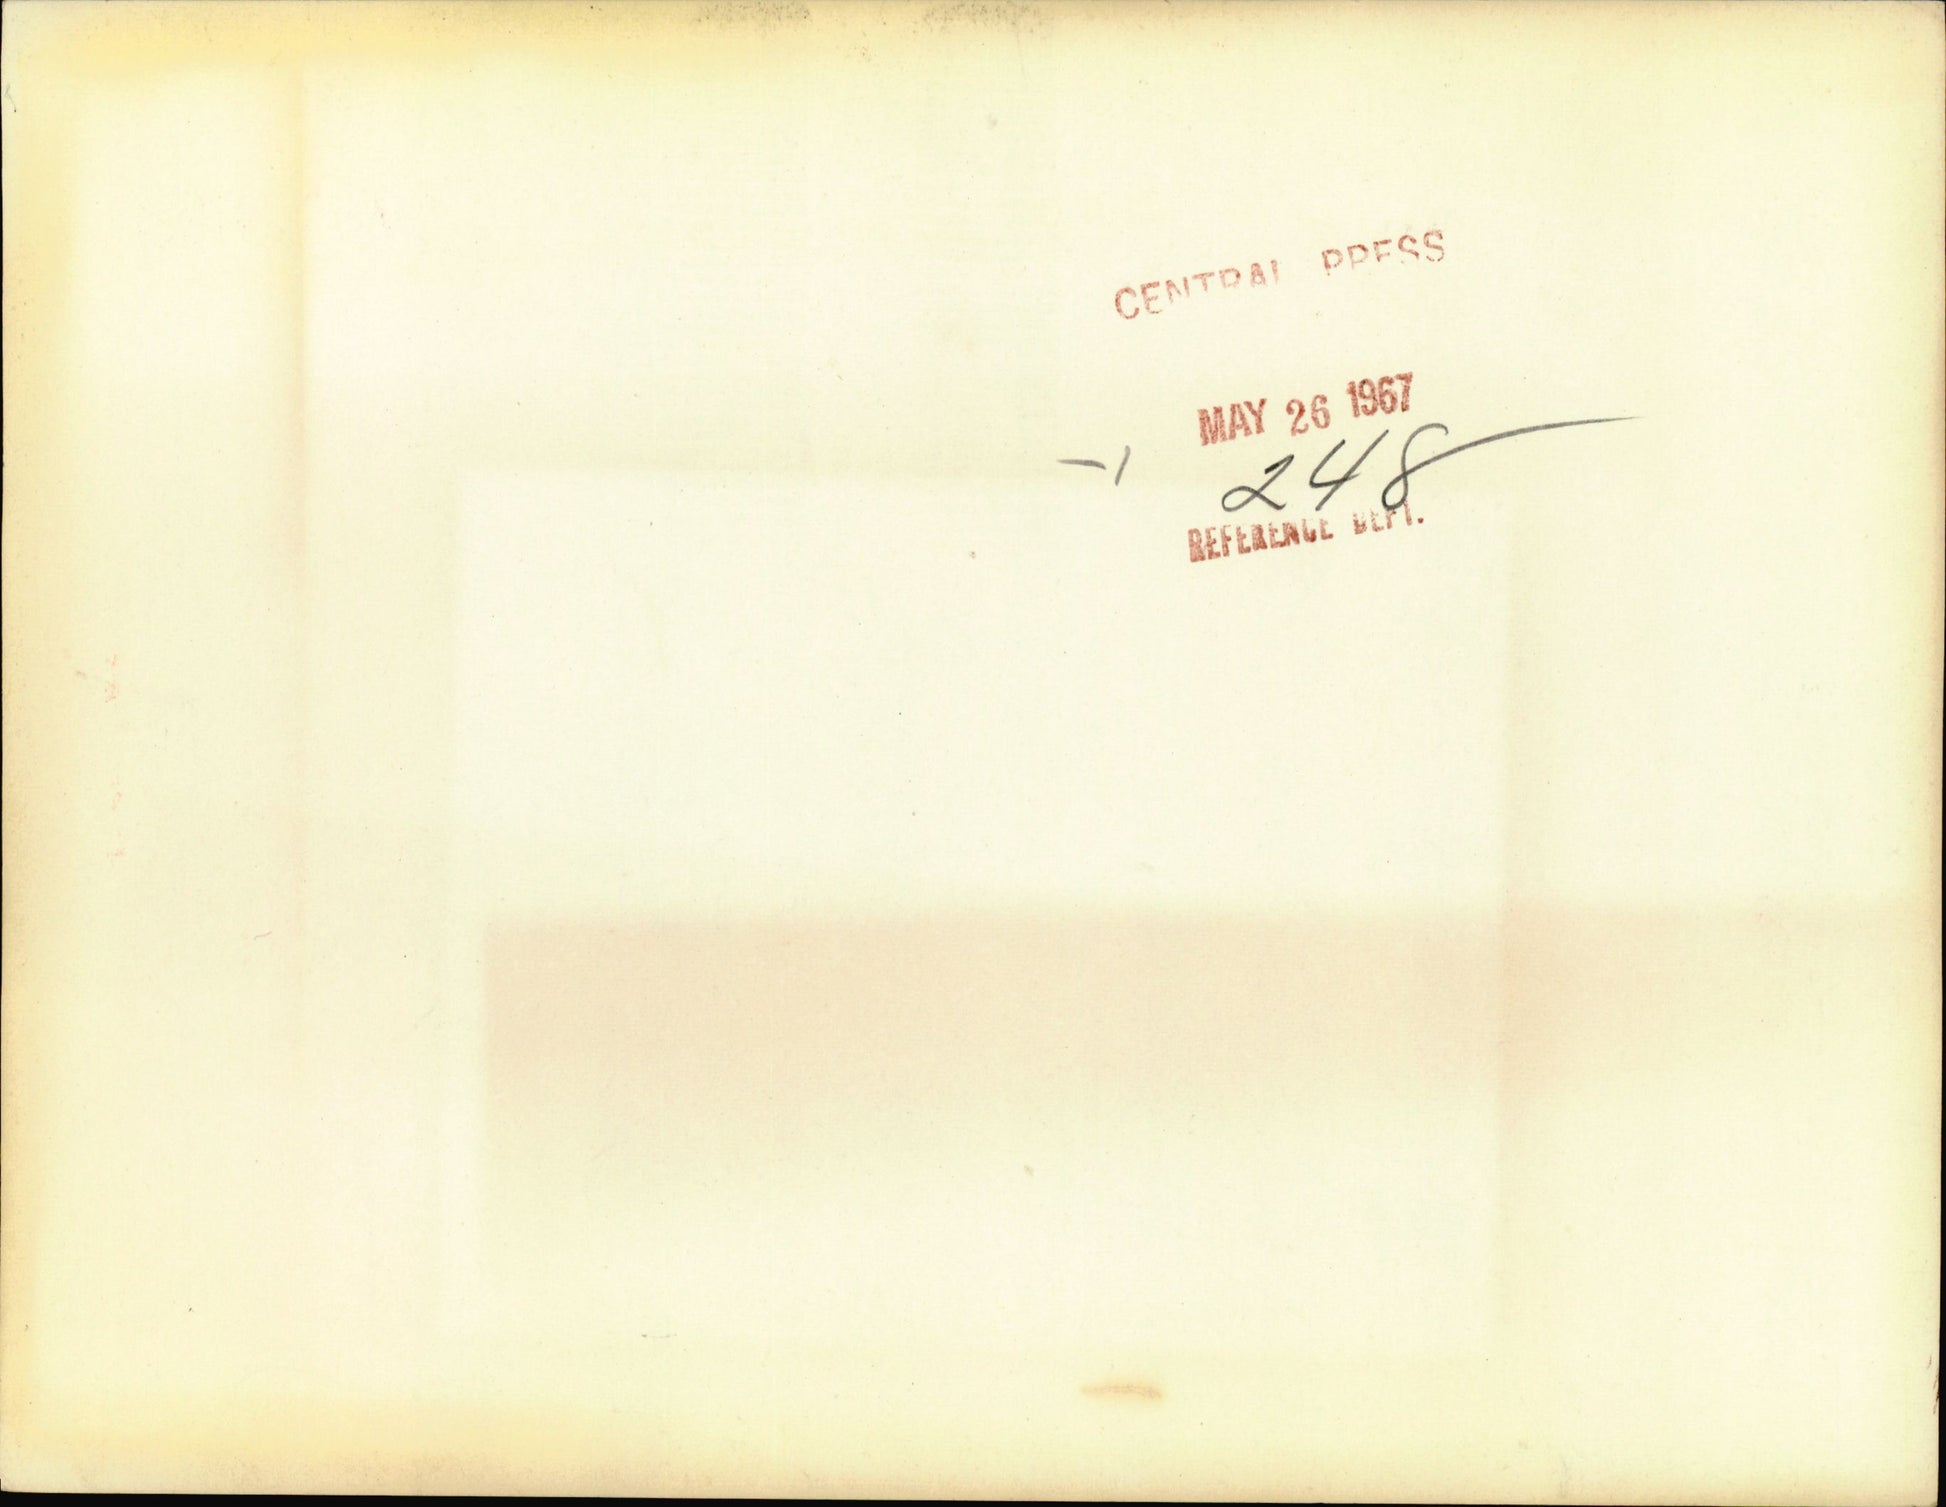 CENTRAL PRESS
MAY 26 1967
-1 248
REFERENCE DEPT.